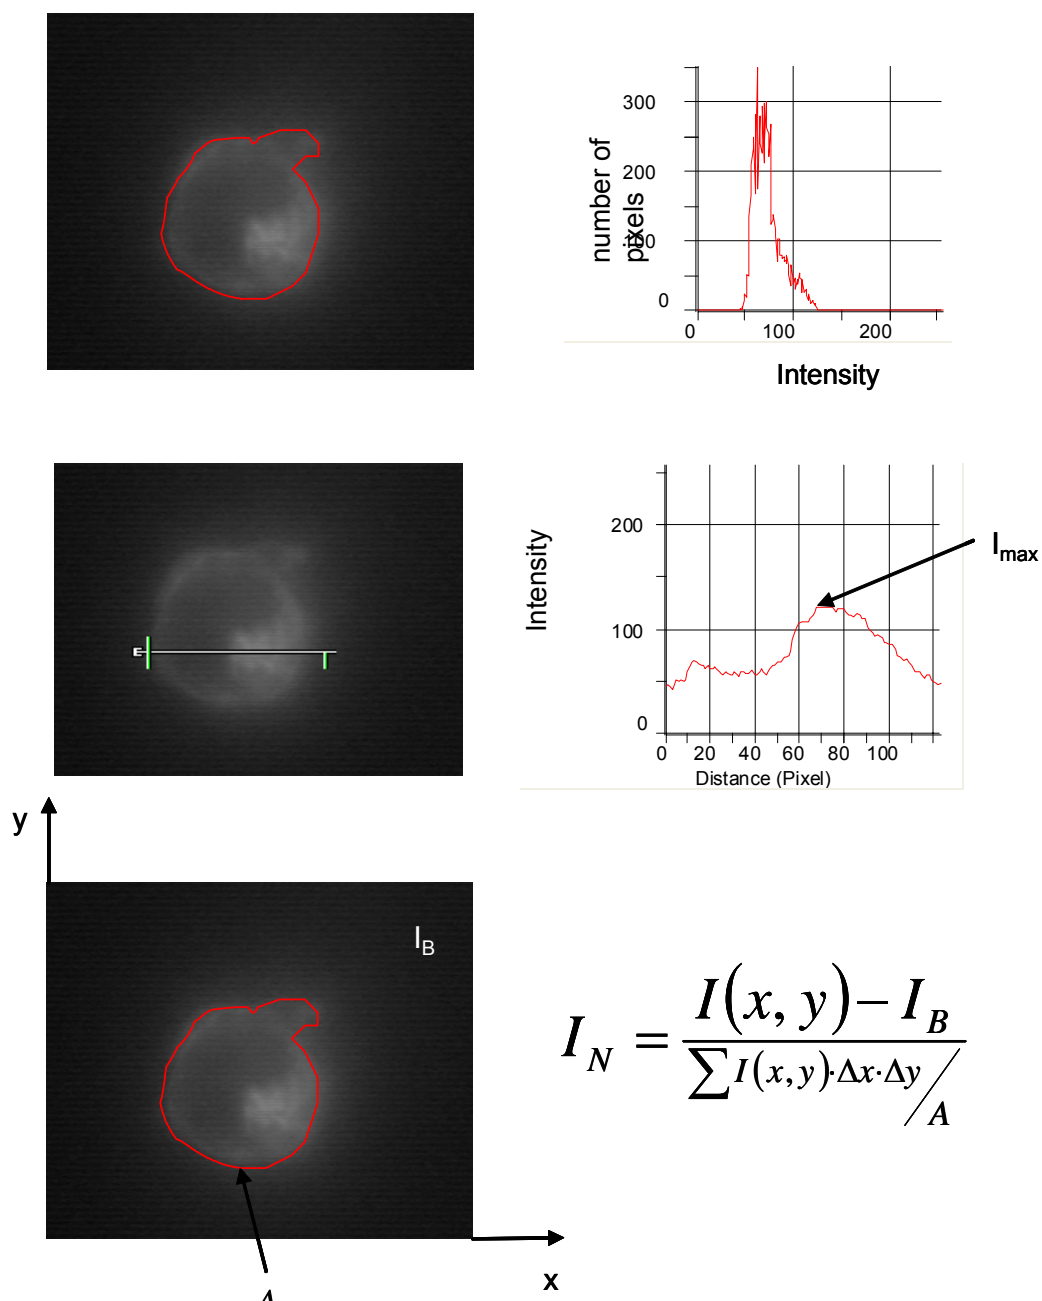 300
number of
pixels
200
100
0
0 100 200
Intensity
E
Intensity
200
100
0
I_max
0 20 40 60 80 100
Distance (Pixel)
y
I_B
I_N = (I(x, y) − I_B) / (∑ I(x, y)·Δx·Δy / A)
x
A